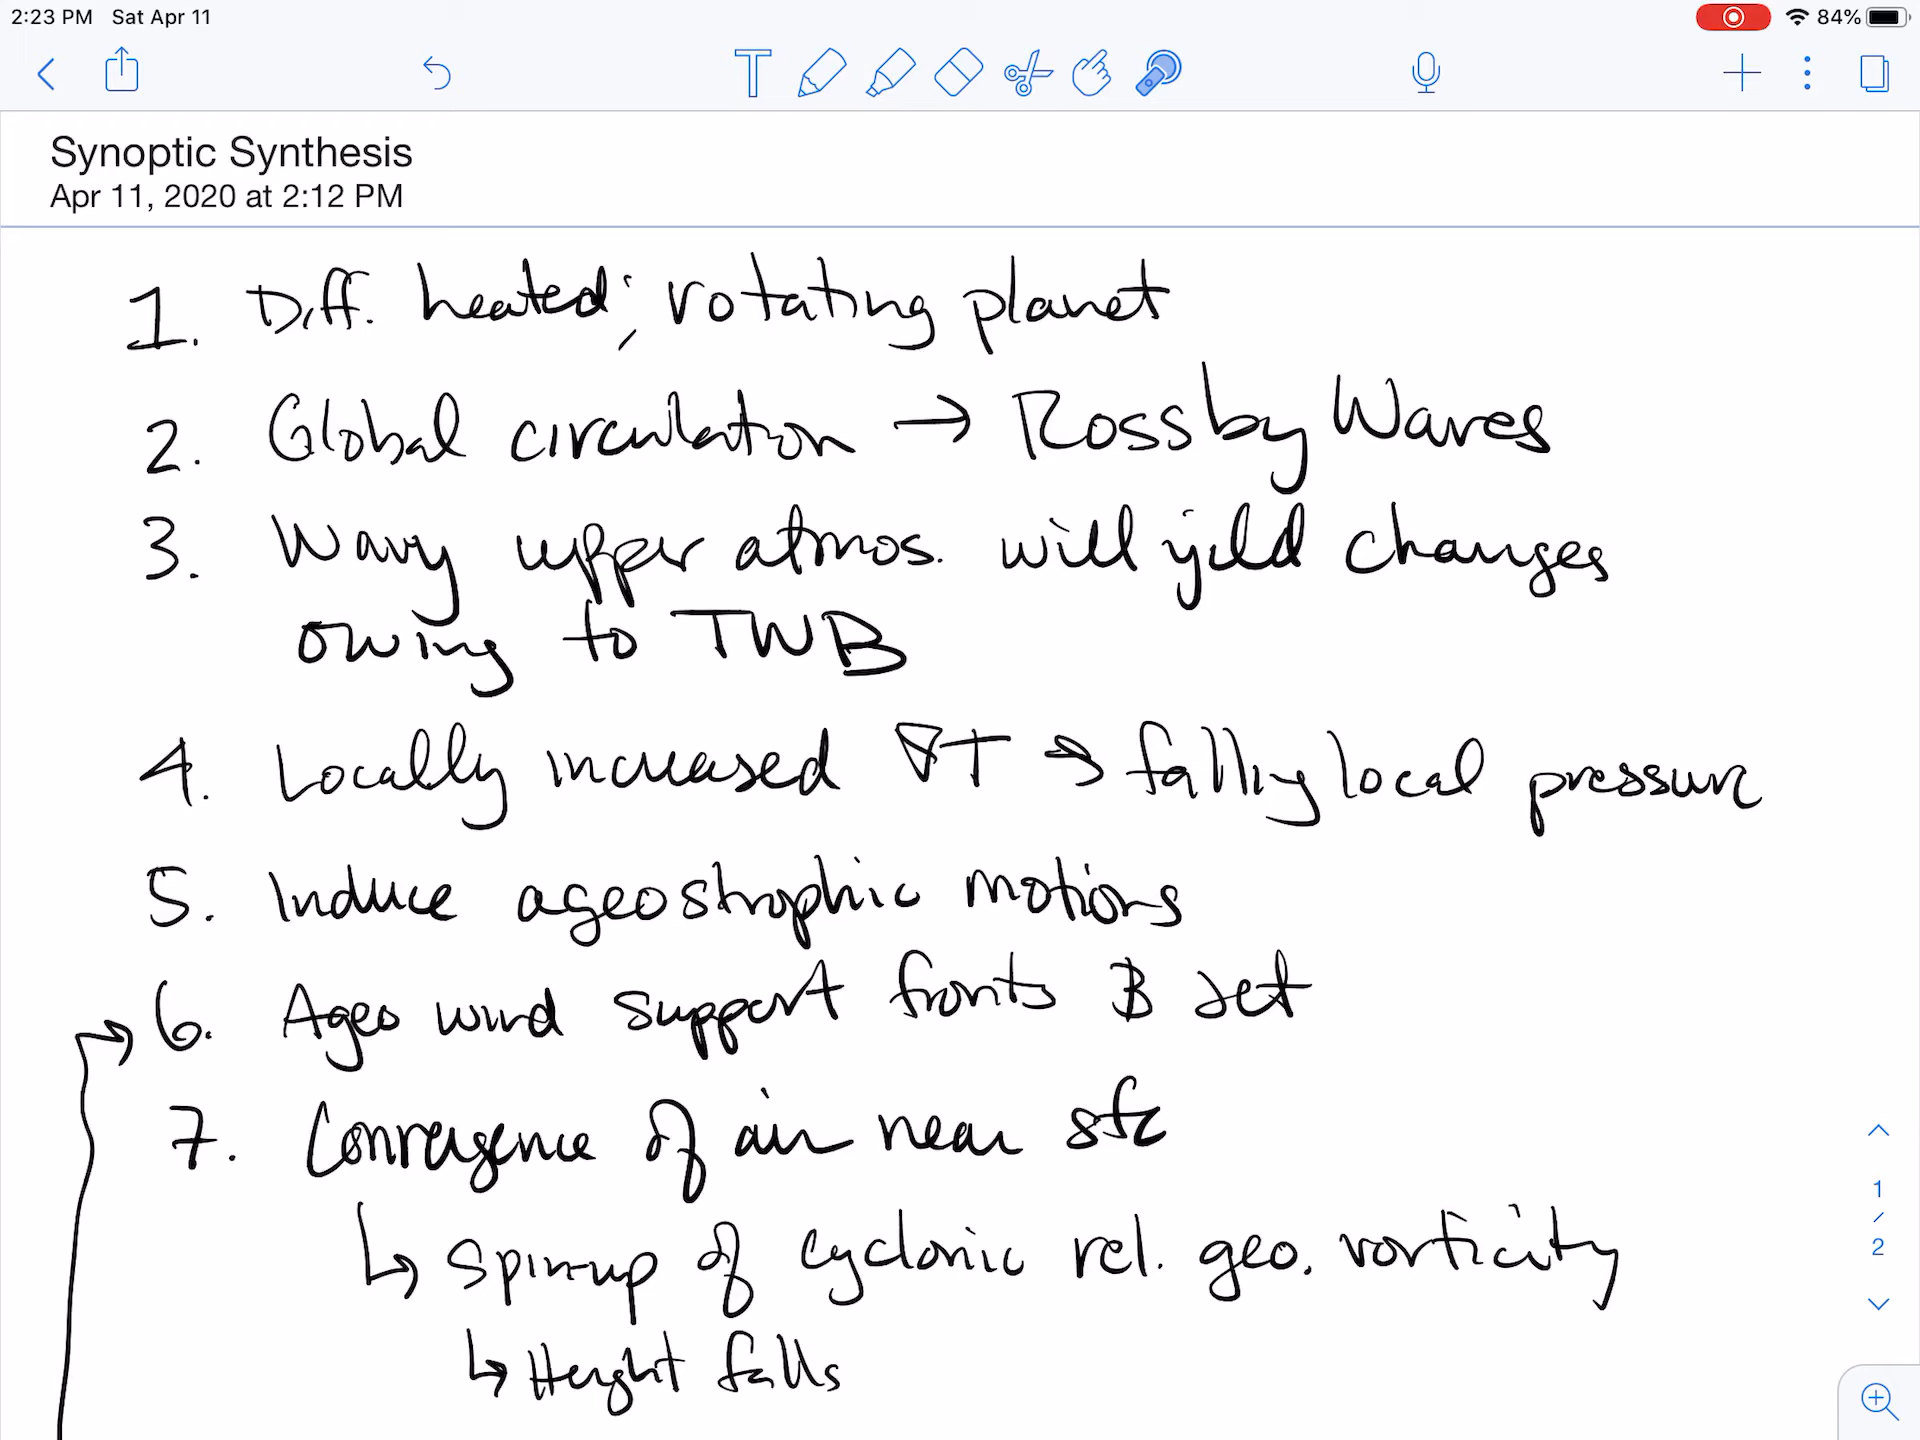 2:23 PM Sat Apr 11 84%
T
Synoptic Synthesis
Apr 11, 2020 at 2:12 PM
1. Diff. heated; rotating planet
2. Global circulation → Rossby Waves
3. Wavy upper atmos. will yield changes
owing to TWB
4. Locally increased ∇T → falling local pressure
5. Induce ageostrophic motions
6. Ageo wind support fronts & Jet
7. Convergence of air near sfc
↳ Spin-up of cyclonic rel. geo. vorticity
↳ Height falls
1
/
2